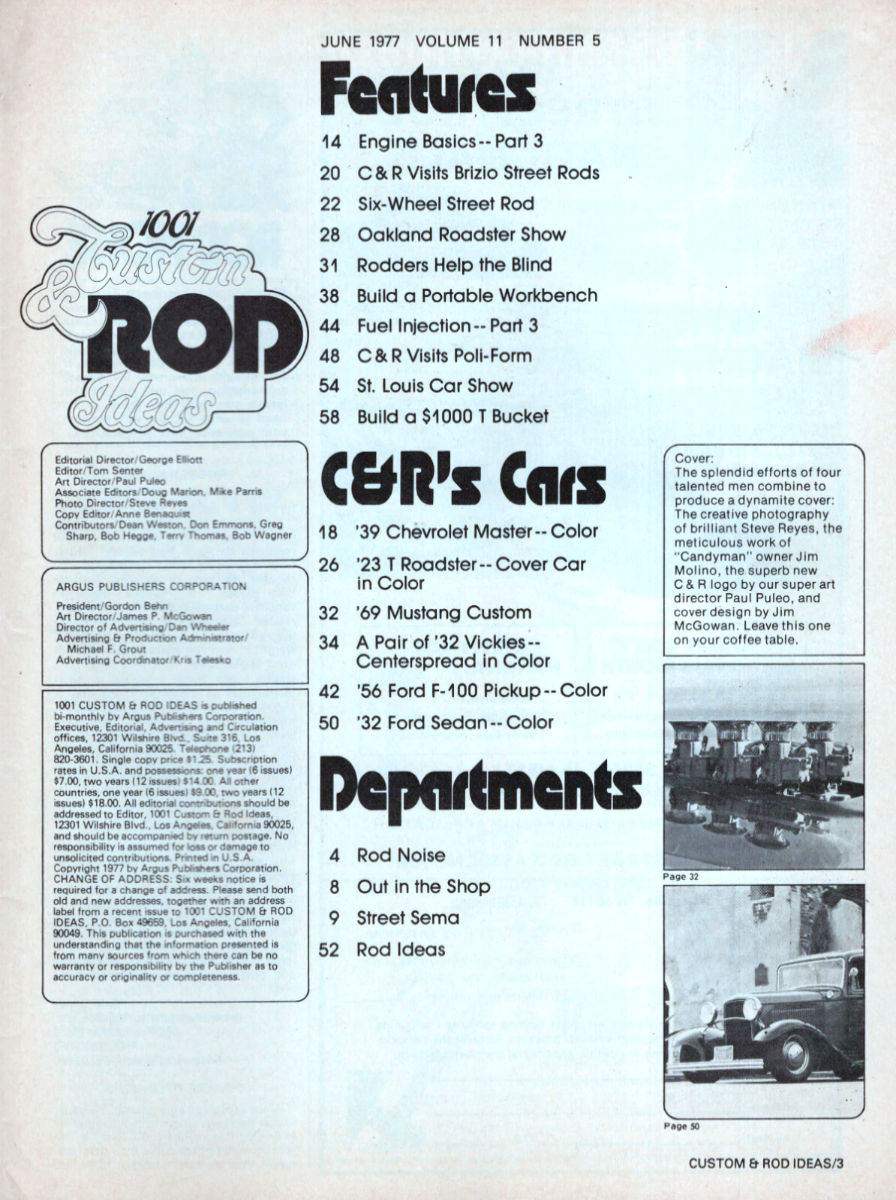 JUNE 1977 VOLUME 11 NUMBER 5
Features
14 Engine Basics -- Part 3
20 C & R Visits Brizio Street Rods
22 Six-Wheel Street Rod
28 Oakland Roadster Show
31 Rodders Help the Blind
38 Build a Portable Workbench
44 Fuel Injection -- Part 3
48 C & R Visits Poli-Form
54 St. Louis Car Show
58 Build a $1000 T Bucket
C&R's Cars
18 '39 Chevrolet Master -- Color
26 '23 T Roadster -- Cover Car
in Color
32 '69 Mustang Custom
34 A Pair of '32 Vickies --
Centerspread in Color
42 '56 Ford F-100 Pickup -- Color
50 '32 Ford Sedan -- Color
Departments
4 Rod Noise
8 Out in the Shop
9 Street Sema
52 Rod Ideas
1001
Custom
& ROD
Ideas
Editorial Director/George Elliott
Editor/Tom Senter
Art Director/Paul Puleo
Associate Editors/Doug Marion, Mike Parris
Photo Director/Steve Reyes
Copy Editor/Anne Benaquist
Contributors/Dean Weston, Don Emmons, Greg
Sharp, Bob Hegge, Terry Thomas, Bob Wagner
ARGUS PUBLISHERS CORPORATION
President/Gordon Behn
Art Director/James P. McGowan
Director of Advertising/Dan Wheeler
Advertising & Production Administrator/
Michael F. Grout
Advertising Coordinator/Kris Telesko
1001 CUSTOM & ROD IDEAS is published
bi-monthly by Argus Publishers Corporation.
Executive, Editorial, Advertising and Circulation
offices, 12301 Wilshire Blvd., Suite 316, Los
Angeles, California 90025. Telephone (213)
820-3601. Single copy price $1.25. Subscription
rates in U.S.A. and possessions: one year (6 issues)
$7.00, two years (12 issues) $14.00. All other
countries, one year (6 issues) $9.00, two years (12
issues) $18.00. All editorial contributions should be
addressed to Editor, 1001 Custom & Rod Ideas,
12301 Wilshire Blvd., Los Angeles, California 90025,
and should be accompanied by return postage. No
responsibility is assumed for loss or damage to
unsolicited contributions. Printed in U.S.A.
Copyright 1977 by Argus Publishers Corporation.
CHANGE OF ADDRESS: Six weeks notice is
required for a change of address. Please send both
old and new addresses, together with an address
label from a recent issue to 1001 CUSTOM & ROD
IDEAS, P.O. Box 49659, Los Angeles, California
90049. This publication is purchased with the
understanding that the information presented is
from many sources from which there can be no
warranty or responsibility by the Publisher as to
accuracy or originality or completeness.
Cover:
The splendid efforts of four
talented men combine to
produce a dynamite cover:
The creative photography
of brilliant Steve Reyes, the
meticulous work of
"Candyman" owner Jim
Molino, the superb new
C & R logo by our super art
director Paul Puleo, and
cover design by Jim
McGowan. Leave this one
on your coffee table.
Page 32
Page 50
CUSTOM & ROD IDEAS/3